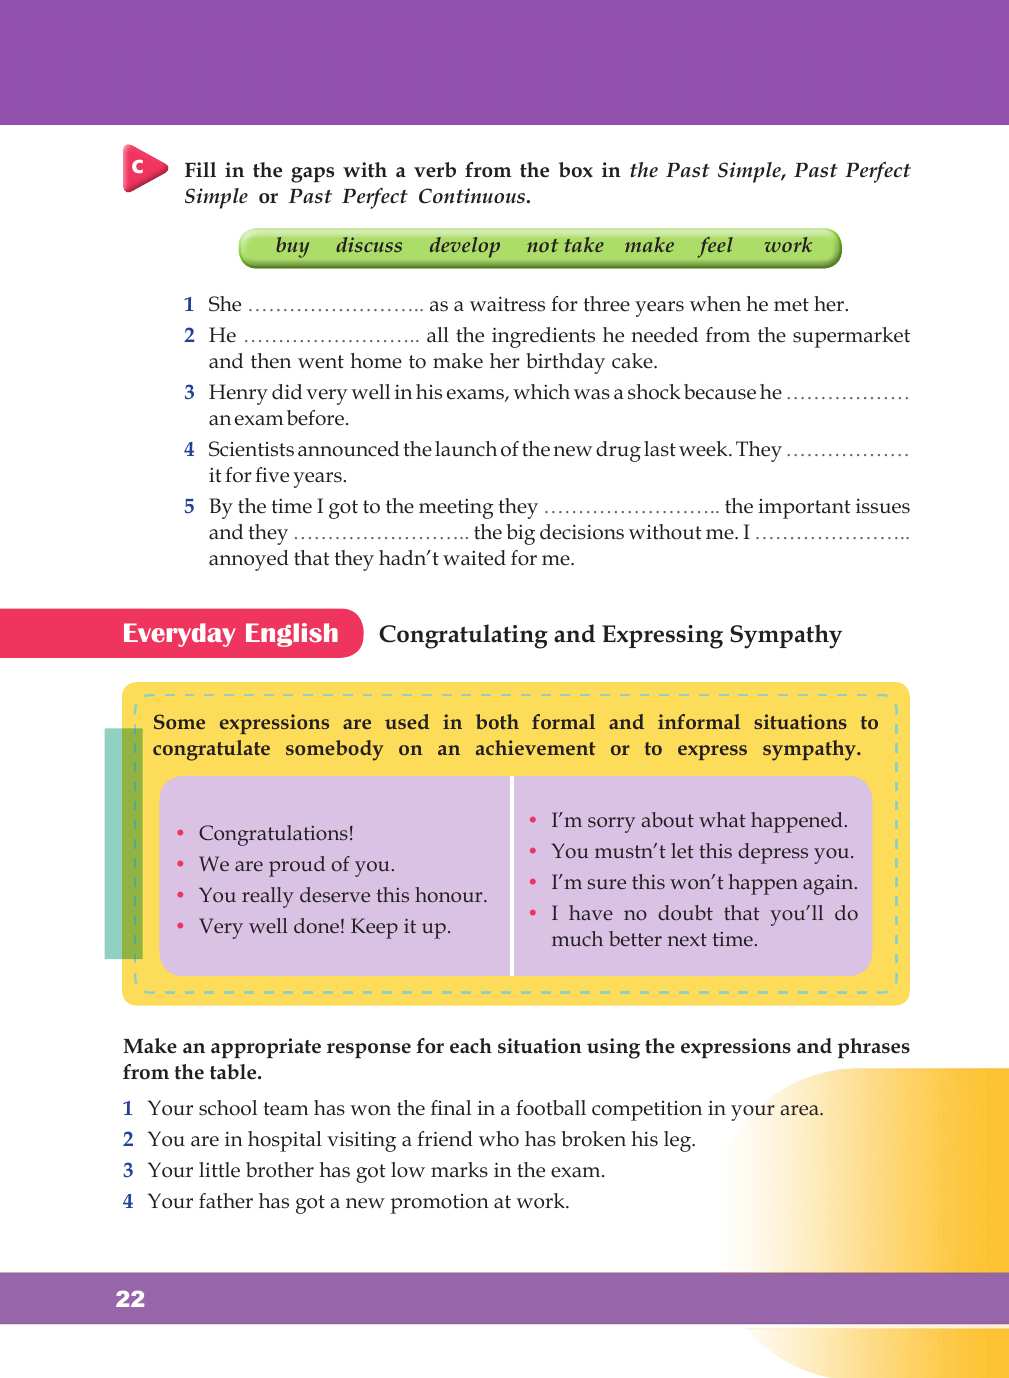 C
Fill in the gaps with a verb from the box in the Past Simple, Past Perfect
Simple or Past Perfect Continuous.
buy discuss develop not take make feel work
1 She …………………….. as a waitress for three years when he met her.
2 He …………………….. all the ingredients he needed from the supermarket
and then went home to make her birthday cake.
3 Henry did very well in his exams, which was a shock because he ………………
an exam before.
4 Scientists announced the launch of the new drug last week. They ………………
it for five years.
5 By the time I got to the meeting they …………………….. the important issues
and they …………………….. the big decisions without me. I …………………..
annoyed that they hadn’t waited for me.
Everyday English Congratulating and Expressing Sympathy
Some expressions are used in both formal and informal situations to
congratulate somebody on an achievement or to express sympathy.
• Congratulations!
• We are proud of you.
• You really deserve this honour.
• Very well done! Keep it up.
• I’m sorry about what happened.
• You mustn’t let this depress you.
• I’m sure this won’t happen again.
• I have no doubt that you’ll do
much better next time.
Make an appropriate response for each situation using the expressions and phrases
from the table.
1 Your school team has won the final in a football competition in your area.
2 You are in hospital visiting a friend who has broken his leg.
3 Your little brother has got low marks in the exam.
4 Your father has got a new promotion at work.
22